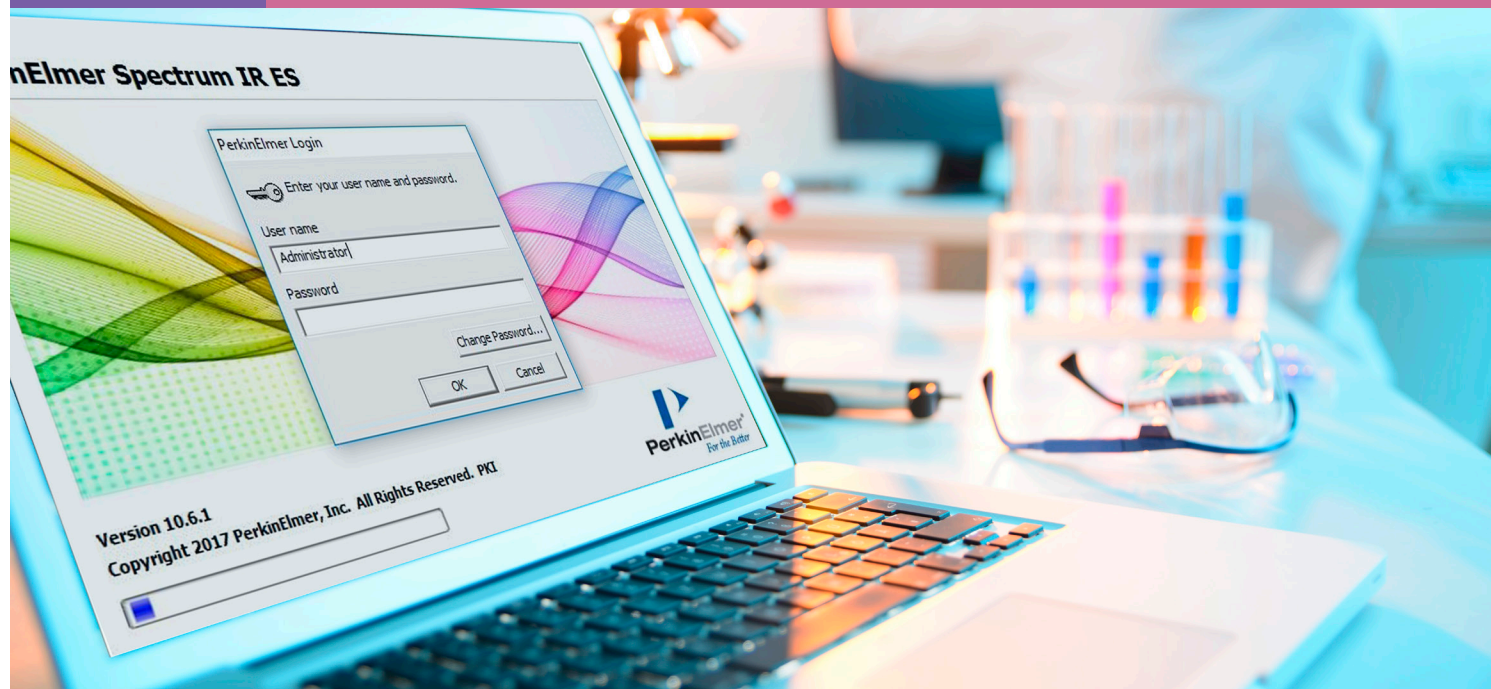 nElmer Spectrum IR ES
PerkinElmer Login
Enter your user name and password.
User name
Administrator
Password
Change Password...
OK
Cancel
PerkinElmer®
For the Better
Version 10.6.1
Copyright 2017 PerkinElmer, Inc. All Rights Reserved. PKI